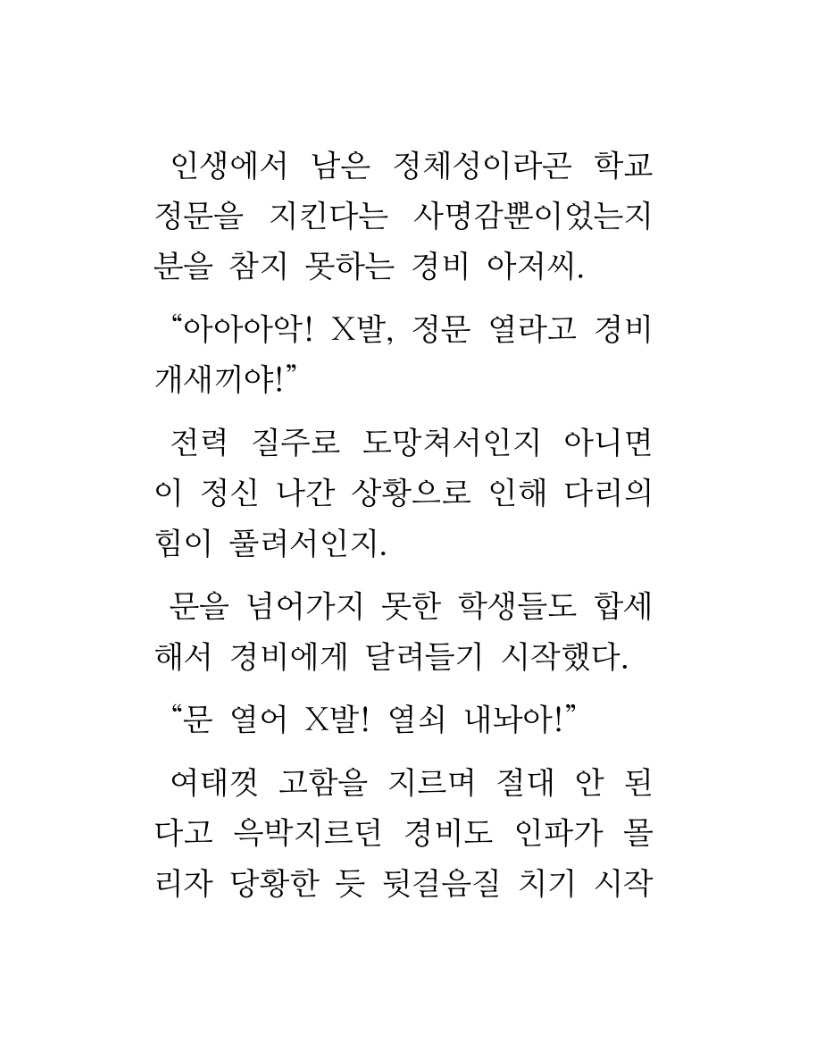 인생에서 남은 정체성이라곤 학교
정문을 지킨다는 사명감뿐이었는지
분을 참지 못하는 경비 아저씨.
“아아아악! X발, 정문 열라고 경비
개새끼야!”
전력 질주로 도망쳐서인지 아니면
이 정신 나간 상황으로 인해 다리의
힘이 풀려서인지.
문을 넘어가지 못한 학생들도 합세
해서 경비에게 달려들기 시작했다.
“문 열어 X발! 열쇠 내놔아!”
여태껏 고함을 지르며 절대 안 된
다고 윽박지르던 경비도 인파가 몰
리자 당황한 듯 뒷걸음질 치기 시작